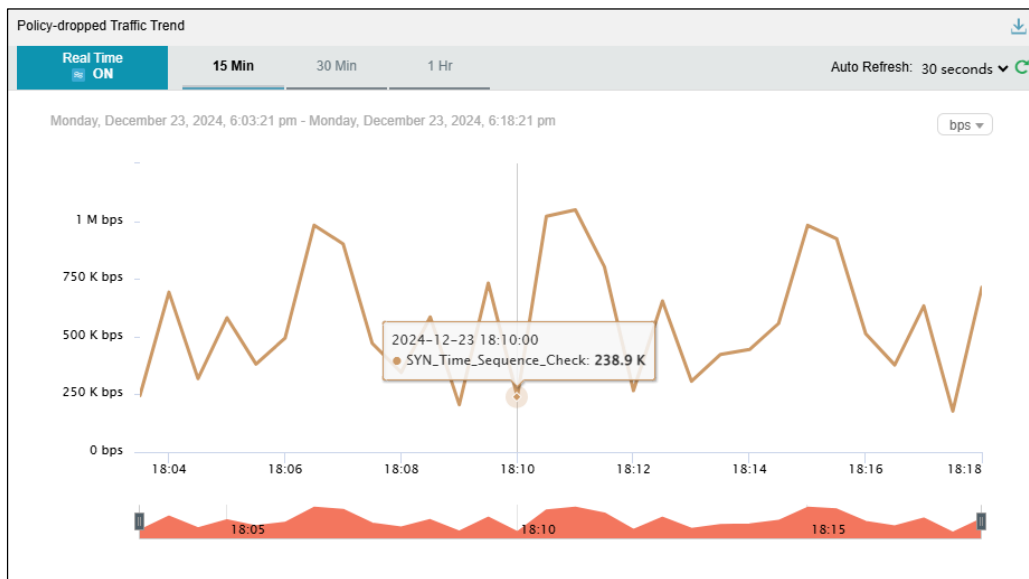 Policy-dropped Traffic Trend
Real Time
ON
15 Min
30 Min
1 Hr
Auto Refresh: 30 seconds
Monday, December 23, 2024, 6:03:21 pm - Monday, December 23, 2024, 6:18:21 pm
bps
1 M bps
750 K bps
500 K bps
250 K bps
0 bps
2024-12-23 18:10:00
SYN_Time_Sequence_Check: 238.9 K
18:04 18:06 18:08 18:10 18:12 18:14 18:16 18:18
18:05 18:10 18:15